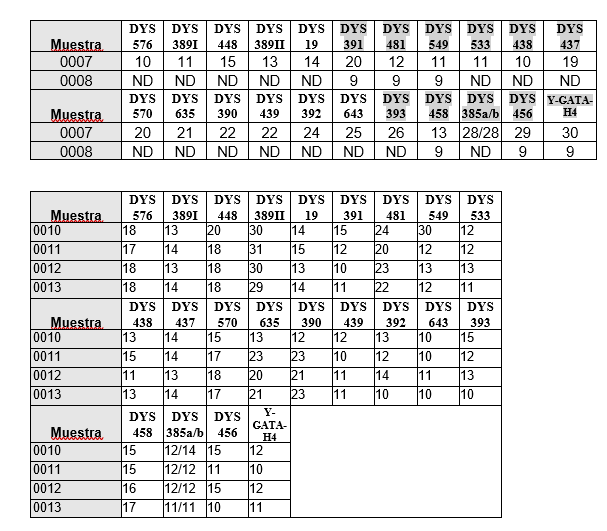 Muestra DYS 576 DYS 389I DYS 448 DYS 389II DYS 19 DYS 391 DYS 481 DYS 549 DYS 533 DYS 438 DYS 437
0007 10 11 15 13 14 20 12 11 11 10 19
0008 ND ND ND ND ND 9 9 9 ND ND ND
Muestra DYS 570 DYS 635 DYS 390 DYS 439 DYS 392 DYS 643 DYS 393 DYS 458 DYS 385a/b DYS 456 Y-GATA-H4
0007 20 21 22 22 24 25 26 13 28/28 29 30
0008 ND ND ND ND ND ND ND 9 ND 9 9
Muestra DYS 576 DYS 389I DYS 448 DYS 389II DYS 19 DYS 391 DYS 481 DYS 549 DYS 533
0010 18 13 20 30 14 15 24 30 12
0011 17 14 18 31 15 12 20 12 12
0012 18 13 18 30 13 10 23 13 13
0013 18 14 18 29 14 11 22 12 11
Muestra DYS 438 DYS 437 DYS 570 DYS 635 DYS 390 DYS 439 DYS 392 DYS 643 DYS 393
0010 13 14 15 13 12 12 13 10 15
0011 15 14 17 23 23 10 12 10 12
0012 11 13 18 20 21 11 14 11 13
0013 13 14 17 21 23 11 10 10 10
Muestra DYS 458 DYS 385a/b DYS 456 Y-GATA-H4
0010 15 12/14 15 12
0011 15 12/12 11 10
0012 16 12/12 15 12
0013 17 11/11 10 11